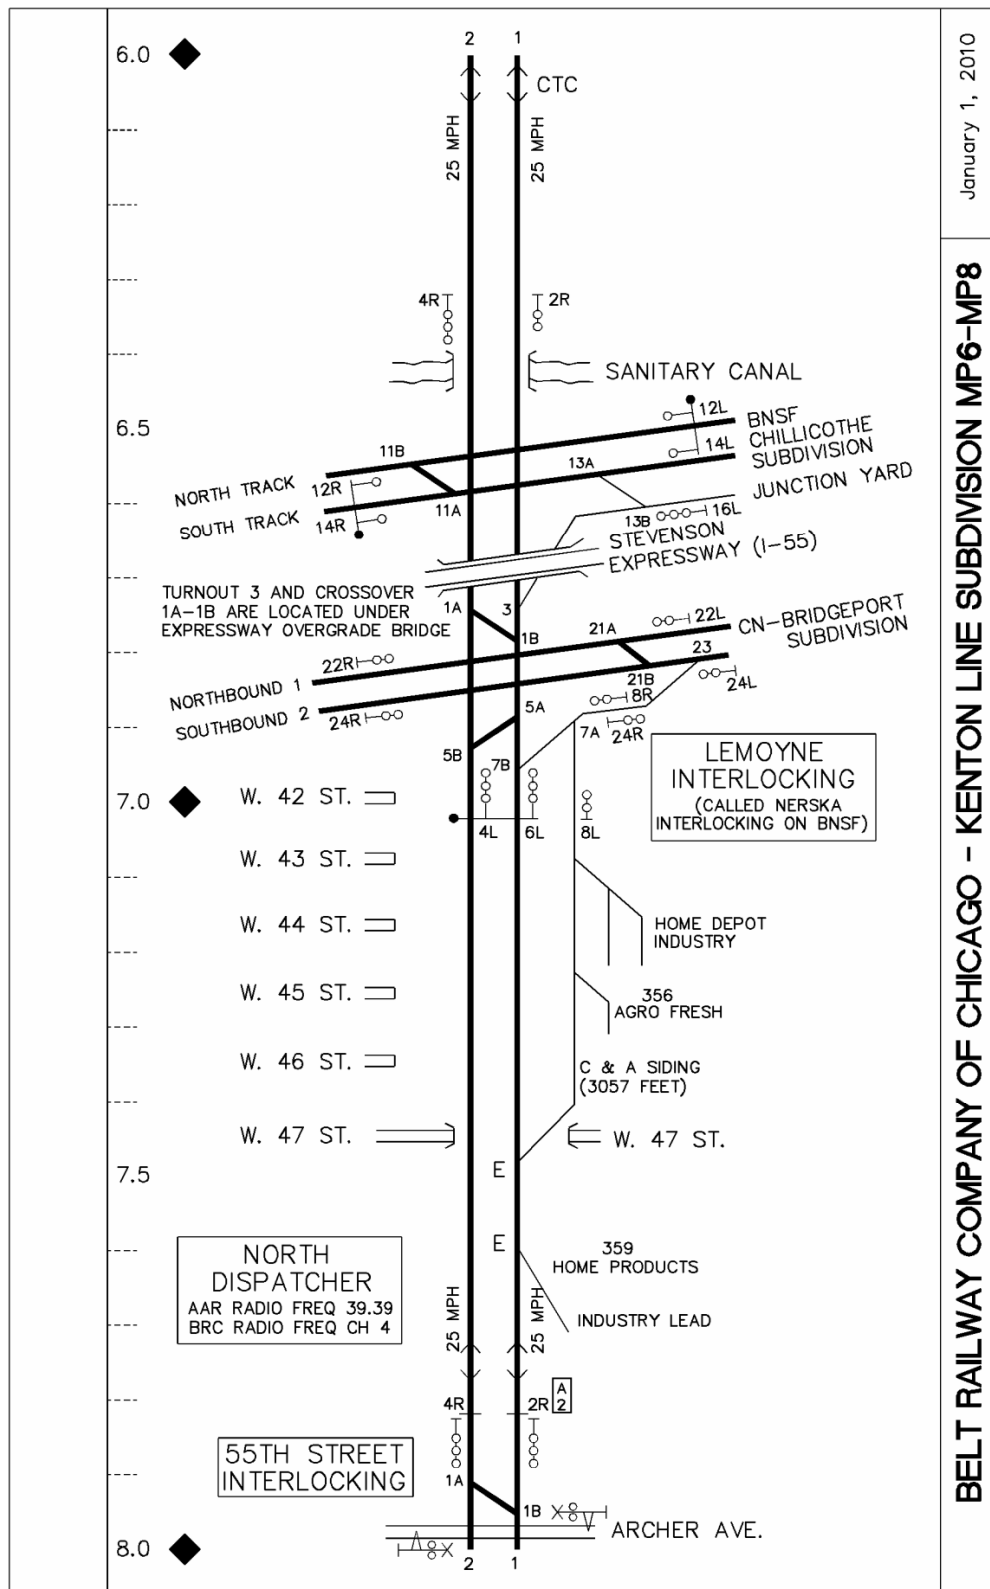 6.0
2 1
CTC
25 MPH
25 MPH
4R
2R
SANITARY CANAL
6.5
12L
BNSF
CHILLICOTHE
SUBDIVISION
14L
11B
13A
NORTH TRACK
12R
11A
SOUTH TRACK
14R
JUNCTION YARD
13B
16L
STEVENSON
EXPRESSWAY (I-55)
TURNOUT 3 AND CROSSOVER
1A-1B ARE LOCATED UNDER
EXPRESSWAY OVERGRADE BRIDGE
1A
3
1B
21A
22L
CN-BRIDGEPORT
SUBDIVISION
22R
23
NORTHBOUND 1
21B
24L
SOUTHBOUND 2
24R
8R
5A
7A
24R
5B
7B
LEMOYNE
INTERLOCKING
(CALLED NERSKA
INTERLOCKING ON BNSF)
7.0
W. 42 ST.
4L
6L
8L
W. 43 ST.
W. 44 ST.
HOME DEPOT
INDUSTRY
W. 45 ST.
356
AGRO FRESH
W. 46 ST.
C & A SIDING
(3057 FEET)
W. 47 ST.
W. 47 ST.
7.5
E
E
359
HOME PRODUCTS
NORTH
DISPATCHER
AAR RADIO FREQ 39.39
BRC RADIO FREQ CH 4
25 MPH
25 MPH
INDUSTRY LEAD
4R
2R
A
2
55TH STREET
INTERLOCKING
1A
1B
ARCHER AVE.
8.0
2 1
January 1, 2010
BELT RAILWAY COMPANY OF CHICAGO - KENTON LINE SUBDIVISION MP6-MP8